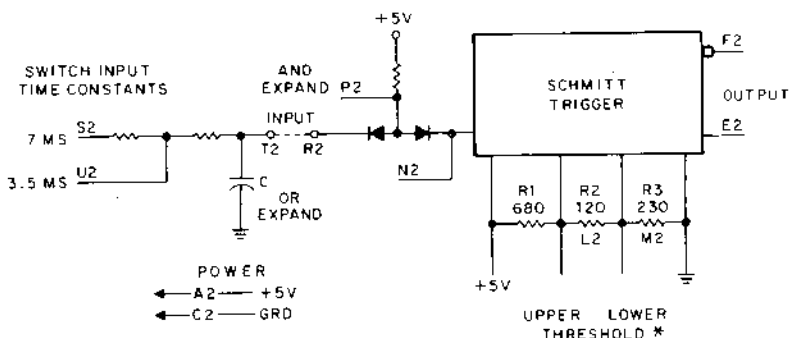 +5V
SWITCH INPUT
TIME CONSTANTS
AND
EXPAND P2
INPUT
7 MS S2
T2 R2
3.5 MS U2
C
OR
EXPAND
N2
SCHMITT
TRIGGER
F2
OUTPUT
E2
R1
680
R2
120
L2
R3
230
M2
+5V
UPPER LOWER
THRESHOLD *
POWER
A2 +5V
C2 GRD